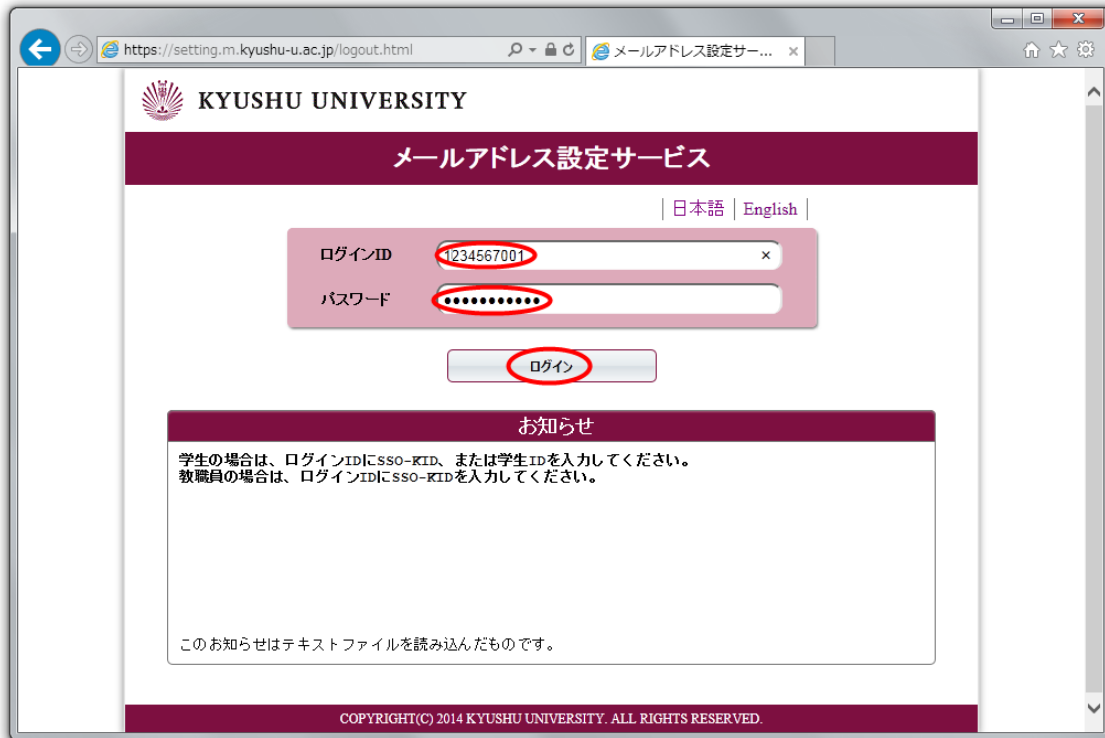 https://setting.m.kyushu-u.ac.jp/logout.html
メールアドレス設定サー...
KYUSHU UNIVERSITY
メールアドレス設定サービス
日本語 English
ログインID 1234567001
パスワード
ログイン
お知らせ
学生の場合は、ログインIDにSSO-KID、または学生IDを入力してください。
教職員の場合は、ログインIDにSSO-KIDを入力してください。
このお知らせはテキストファイルを読み込んだものです。
COPYRIGHT(C) 2014 KYUSHU UNIVERSITY. ALL RIGHTS RESERVED.